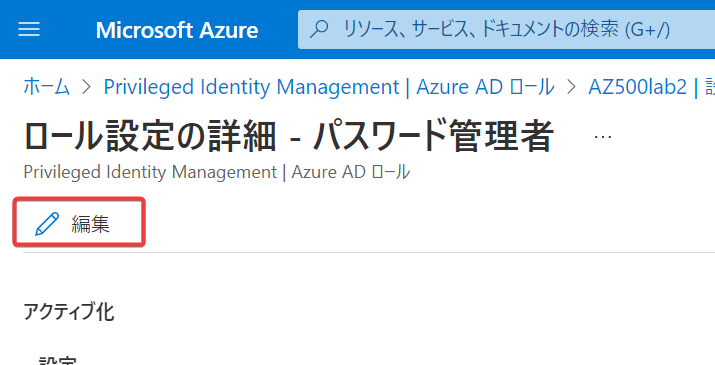 Microsoft Azure
リソース、サービス、ドキュメントの検索 (G+/)
ホーム > Privileged Identity Management | Azure AD ロール > AZ500lab2 |
ロール設定の詳細 - パスワード管理者 …
Privileged Identity Management | Azure AD ロール
編集
アクティブ化
設定